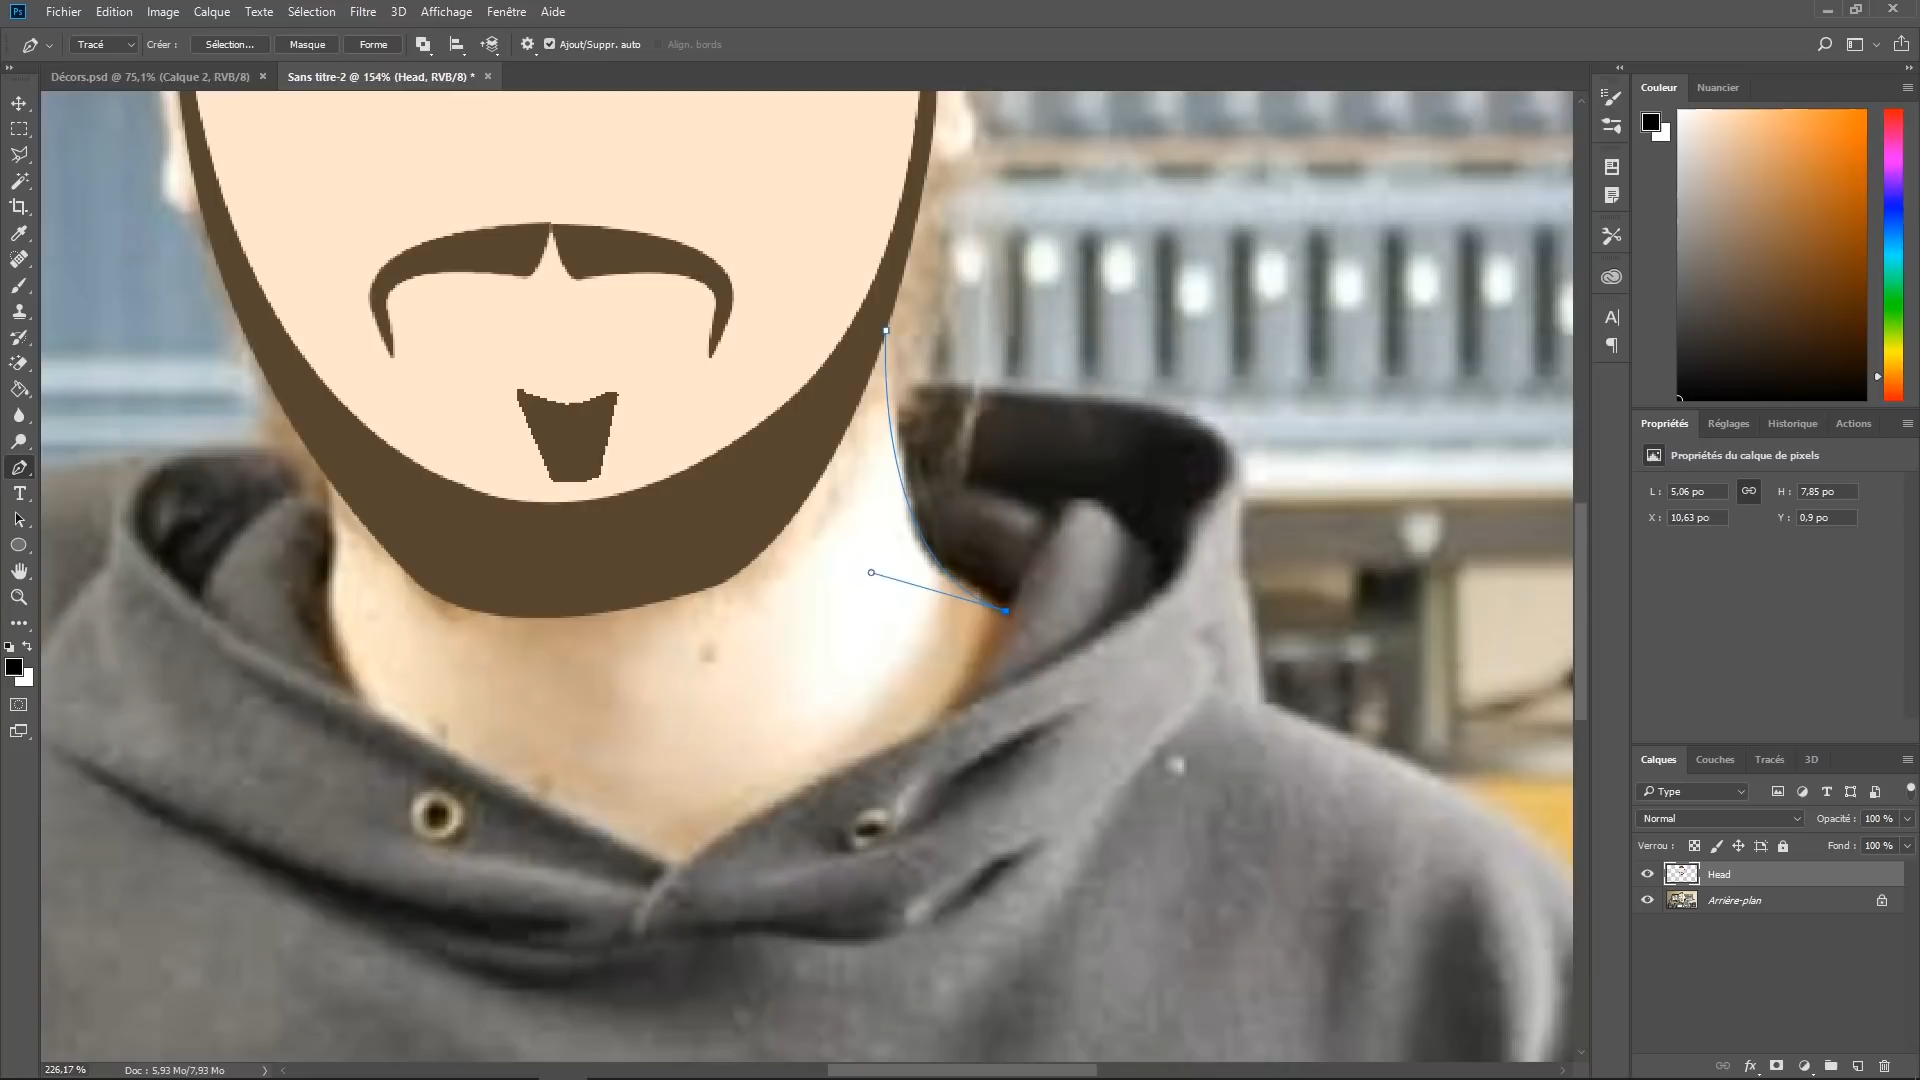 Ps Fichier Edition Image Calque Texte Sélection Filtre 3D Affichage Fenêtre Aide
Tracé Créer : Sélection... Masque Forme Ajout/Suppr. auto Align. bords
Décors.psd @ 75,1% (Calque 2, RVB/8) × Sans titre-2 @ 154% (Head, RVB/8) * ×
Couleur Nuancier
Propriétés Réglages Historique Actions
Propriétés du calque de pixels
L : 5,06 po H : 7,85 po
X : 10,63 po Y : 0,9 po
Calques Couches Tracés 3D
Type
Normal Opacité : 100 %
Verrou : Fond : 100 %
Head
Arrière-plan
fx
226,17 % Doc : 5,93 Mo/7,93 Mo